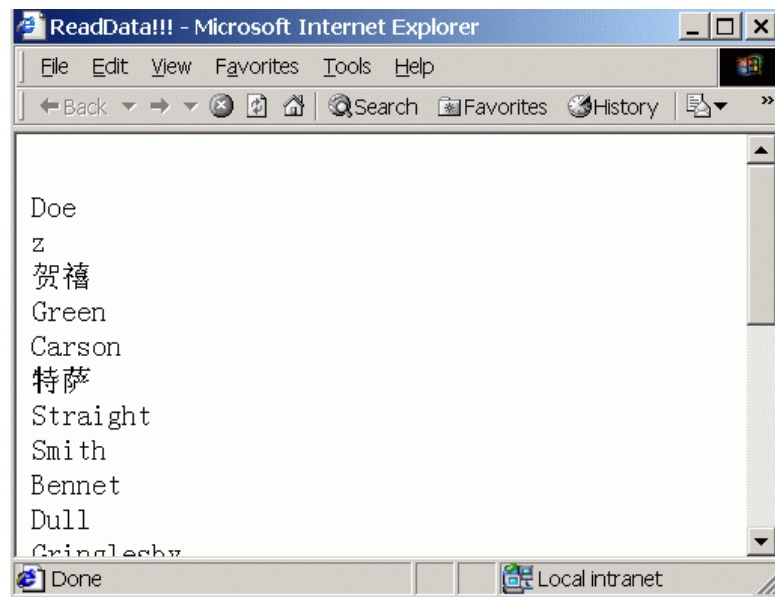 ReadData!!! - Microsoft Internet Explorer
File Edit View Favorites Tools Help
Back Search Favorites History »
Doe
z
贺禧
Green
Carson
特萨
Straight
Smith
Bennet
Dull
Gringlesby
Done Local intranet